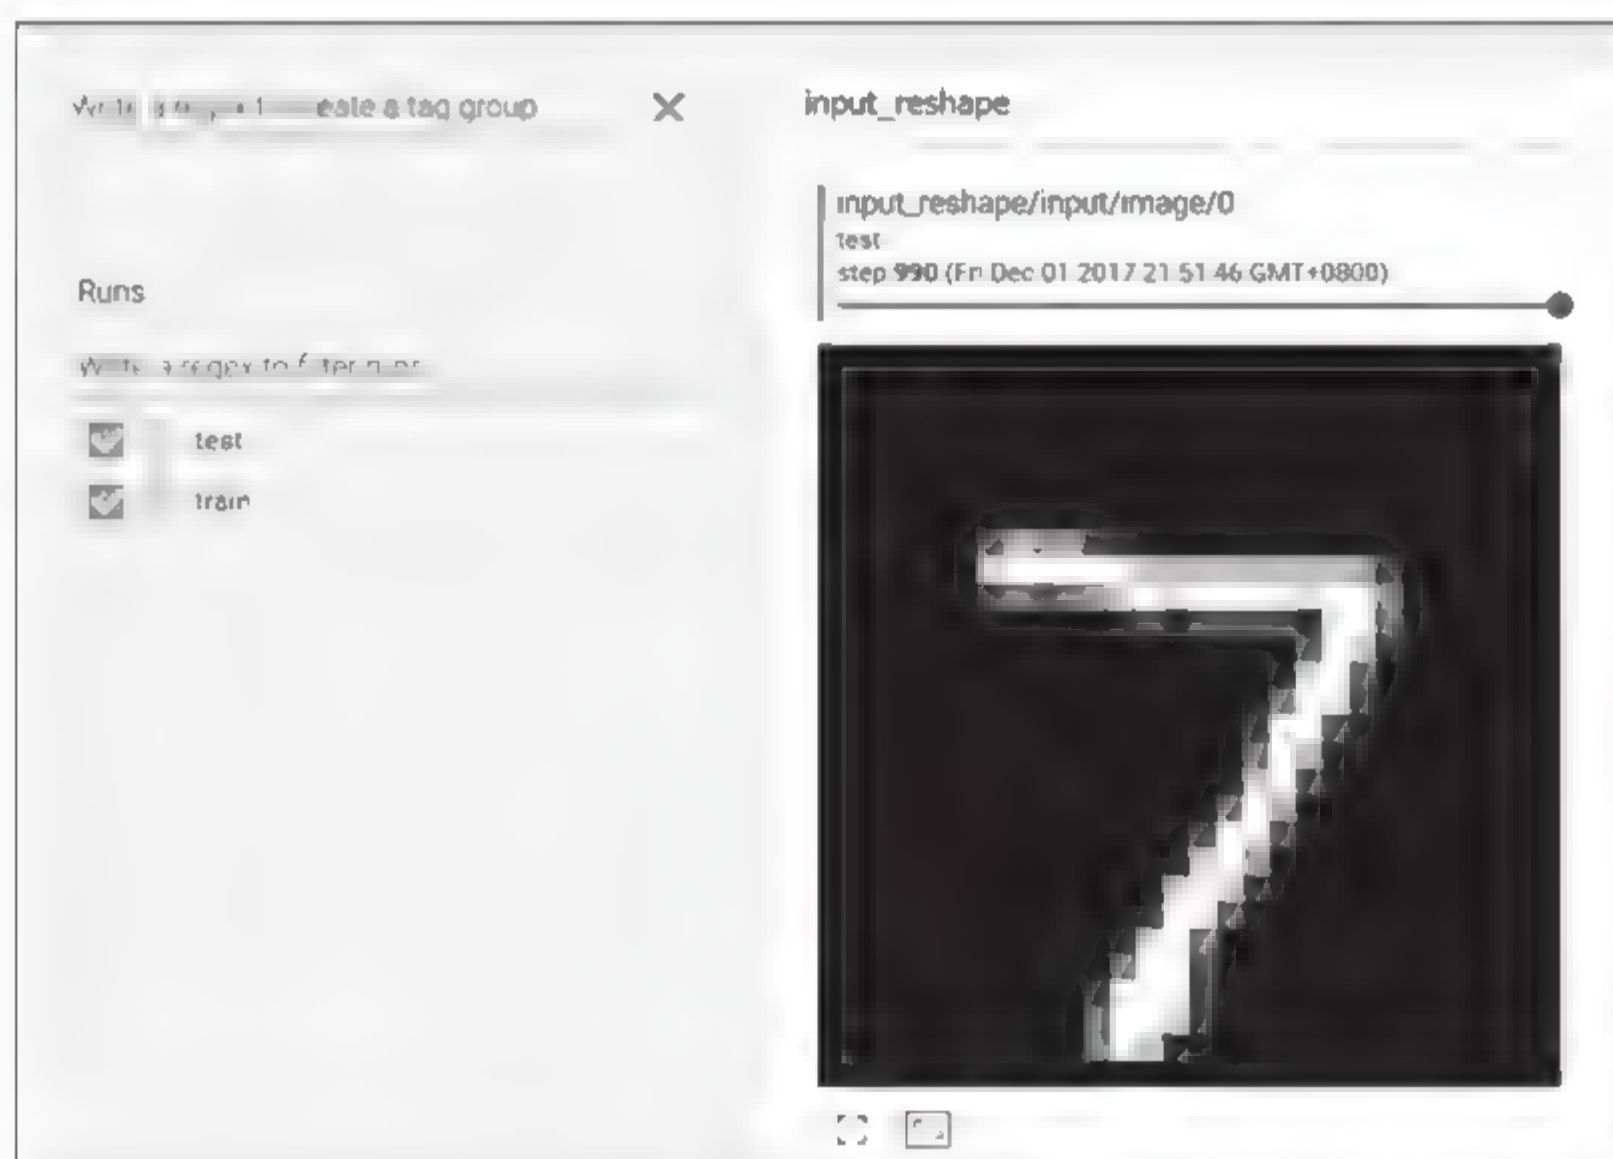 eate a tag group
input_reshape
input_reshape/input/image/0
test
step 990 (Fri Dec 01 2017 21 51 46 GMT+0800)
Runs
test
train
7